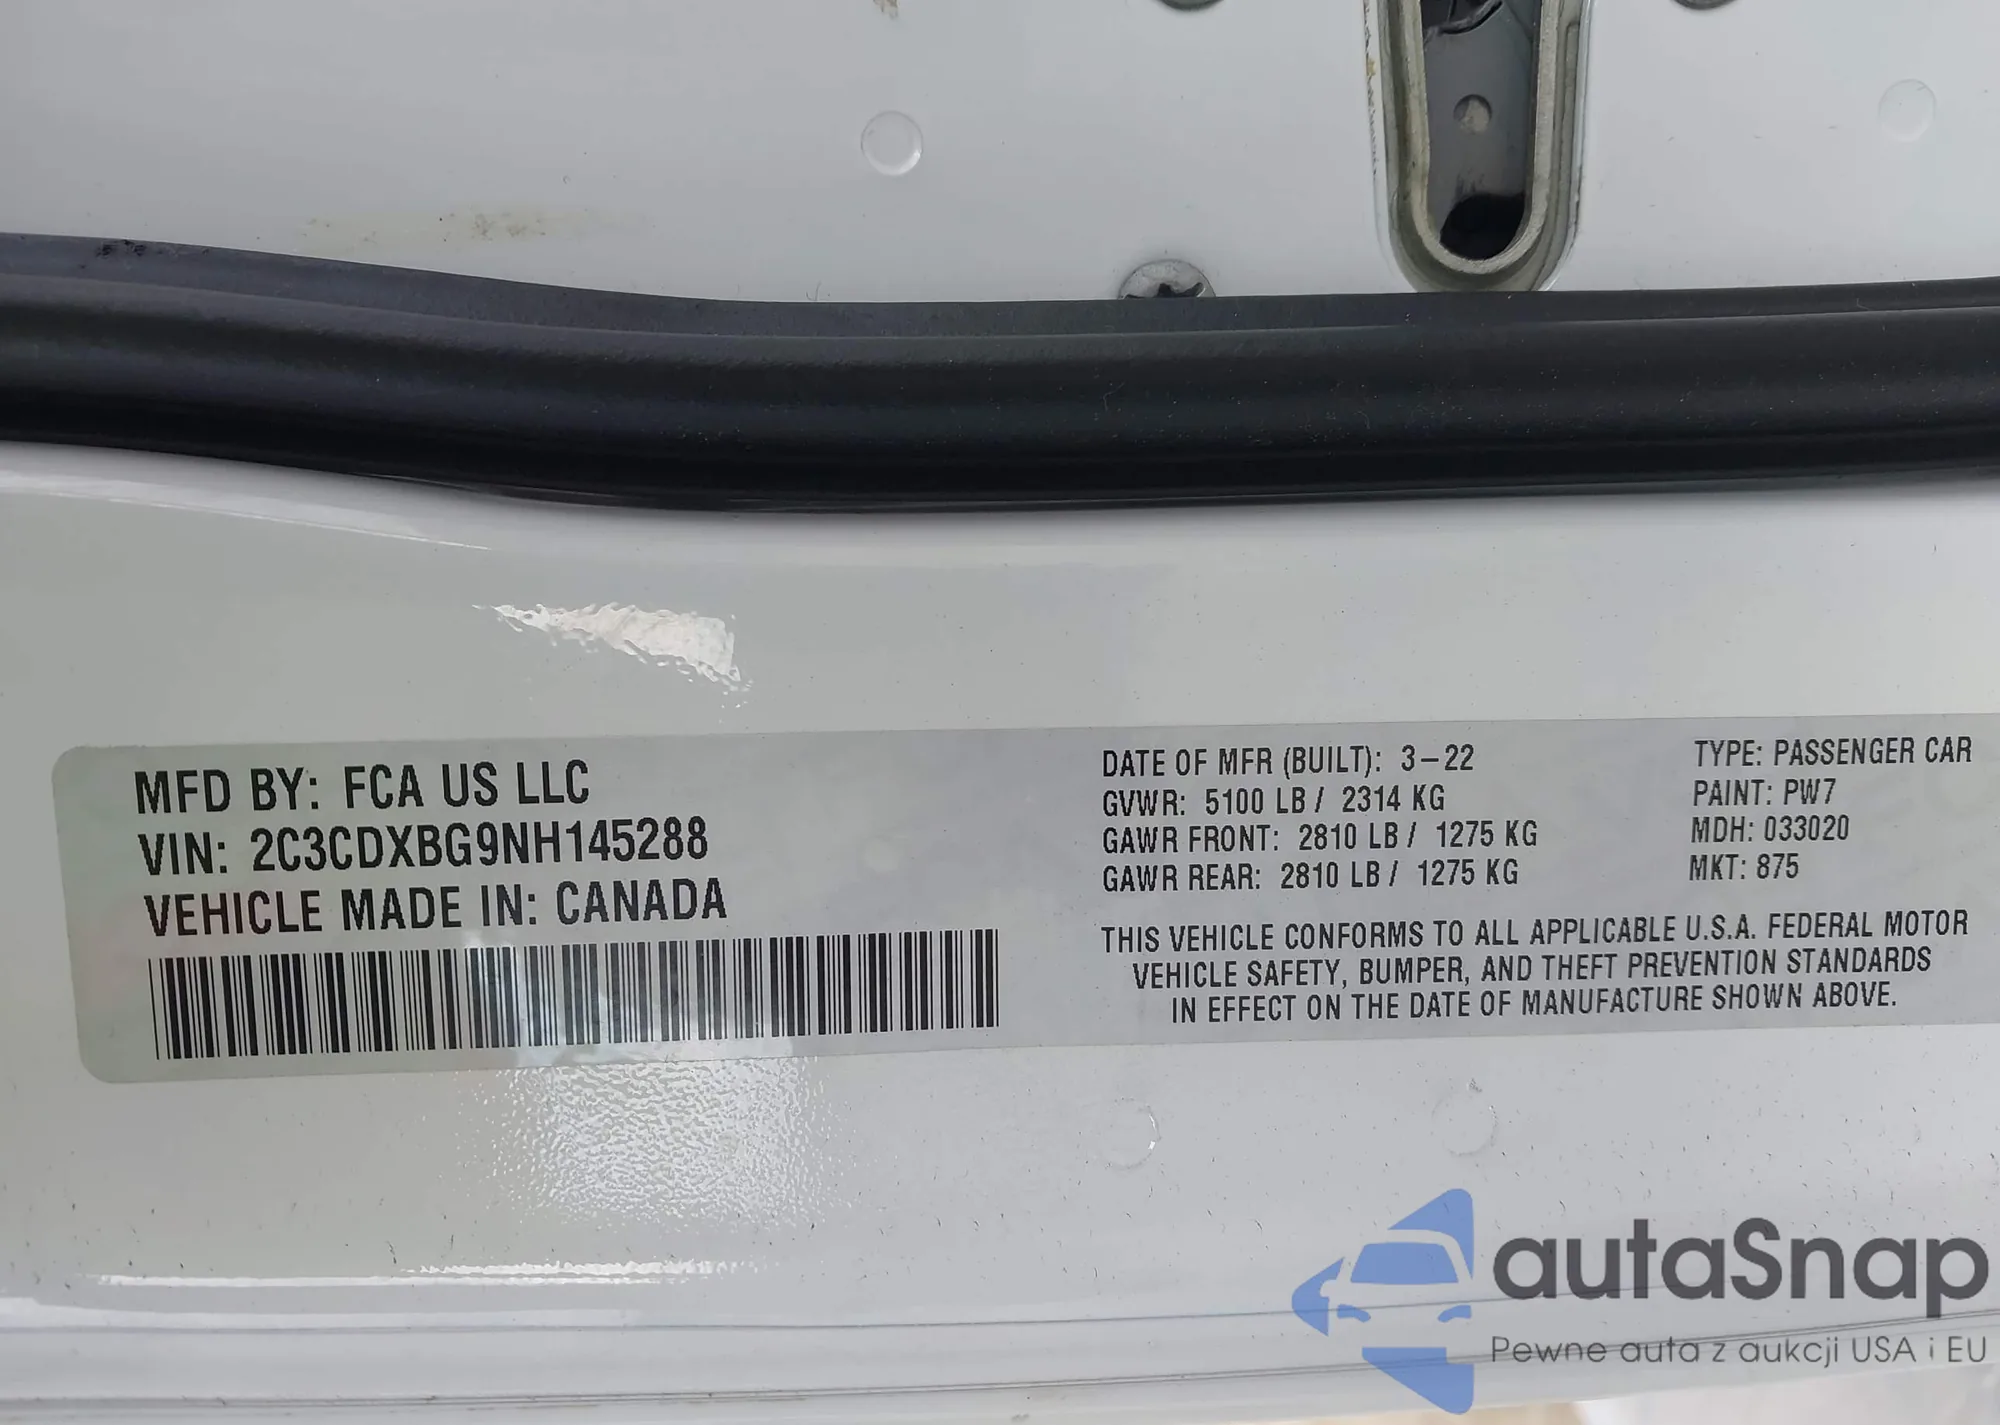 MFD BY: FCA US LLC
VIN: 2C3CDXBG9NH145288
VEHICLE MADE IN: CANADA
DATE OF MFR (BUILT): 3-22
GVWR: 5100 LB / 2314 KG
GAWR FRONT: 2810 LB / 1275 KG
GAWR REAR: 2810 LB / 1275 KG
TYPE: PASSENGER CAR
PAINT: PW7
MDH: 033020
MKT: 875
THIS VEHICLE CONFORMS TO ALL APPLICABLE U.S.A. FEDERAL MOTOR
VEHICLE SAFETY, BUMPER, AND THEFT PREVENTION STANDARDS
IN EFFECT ON THE DATE OF MANUFACTURE SHOWN ABOVE.
autaSnap
Pewne auta z aukcji USA i EU